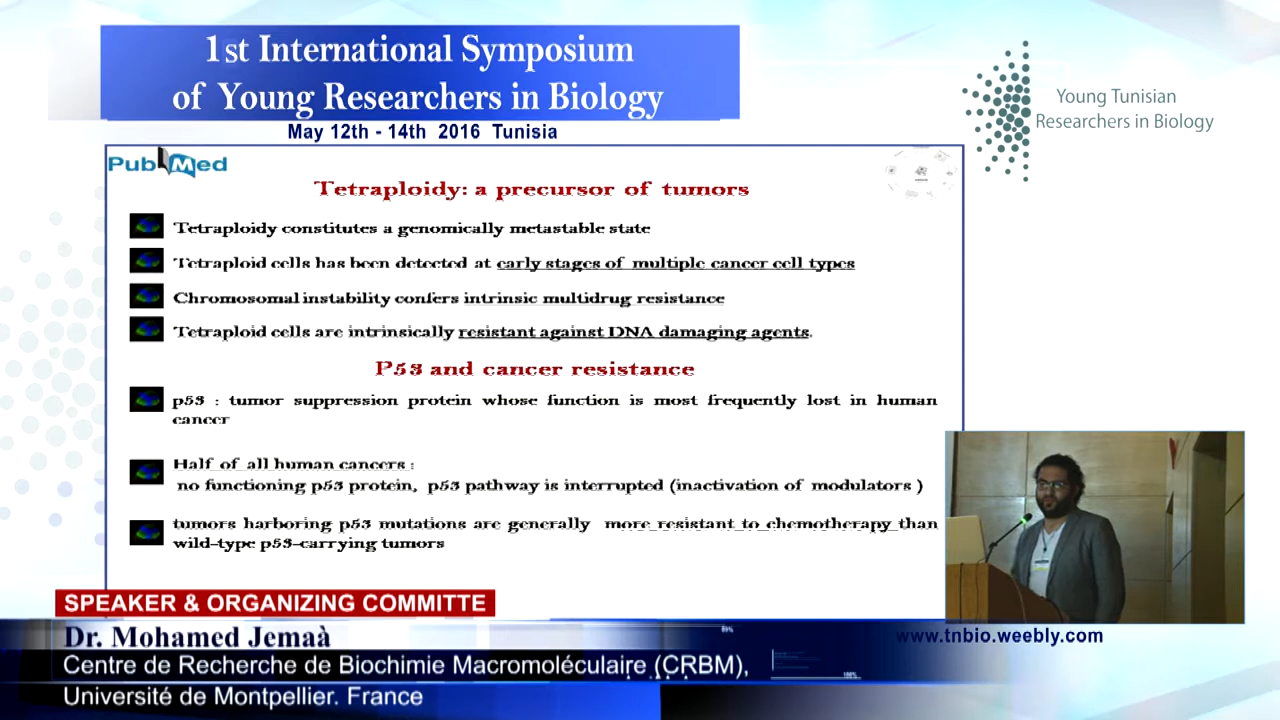 1st International Symposium
of Young Researchers in Biology
May 12th - 14th 2016 Tunisia
Young Tunisian
Researchers in Biology
PubMed
Tetraploidy: a precursor of tumors
Tetraploidy constitutes a genomically metastable state
Tetraploid cells has been detected at early stages of multiple cancer cell types
Chromosomal instability confers intrinsic multidrug resistance
Tetraploid cells are intrinsically resistant against DNA damaging agents.
P53 and cancer resistance
p53 : tumor suppression protein whose function is most frequently lost in human
cancer
Half of all human cancers :
no functioning p53 protein, p53 pathway is interrupted (inactivation of modulators )
tumors harboring p53 mutations are generally more resistant to chemotherapy than
wild-type p53-carrying tumors
SPEAKER & ORGANIZING COMMITTE
Dr. Mohamed Jemaà
Centre de Recherche de Biochimie Macromoléculaire (CRBM),
Université de Montpellier. France
www.tnbio.weebly.com